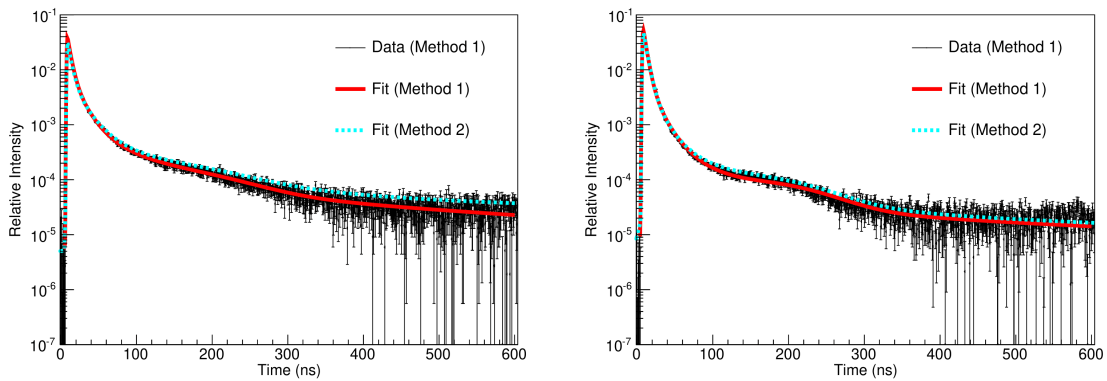 10^-1
10^-2
10^-3
10^-4
10^-5
10^-6
10^-7
Relative Intensity
Data (Method 1)
Fit (Method 1)
Fit (Method 2)
0 100 200 300 400 500 600
Time (ns)
10^-1
10^-2
10^-3
10^-4
10^-5
10^-6
10^-7
Relative Intensity
Data (Method 1)
Fit (Method 1)
Fit (Method 2)
0 100 200 300 400 500 600
Time (ns)